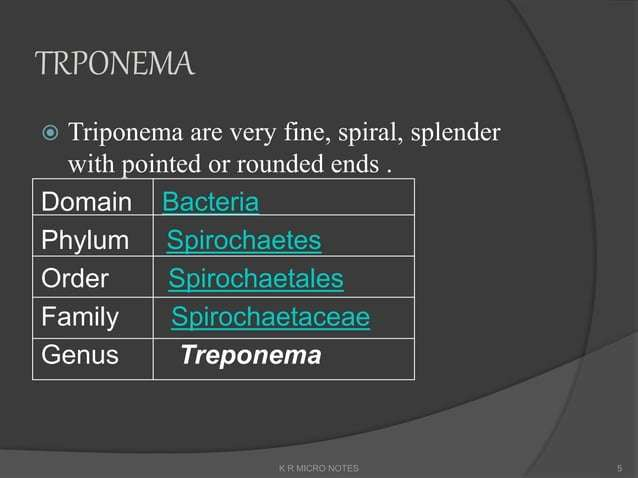 TRPONEMA
Triponema are very fine, spiral, splender
with pointed or rounded ends .
Domain Bacteria
Phylum Spirochaetes
Order Spirochaetales
Family Spirochaetaceae
Genus Treponema
K R MICRO NOTES 5